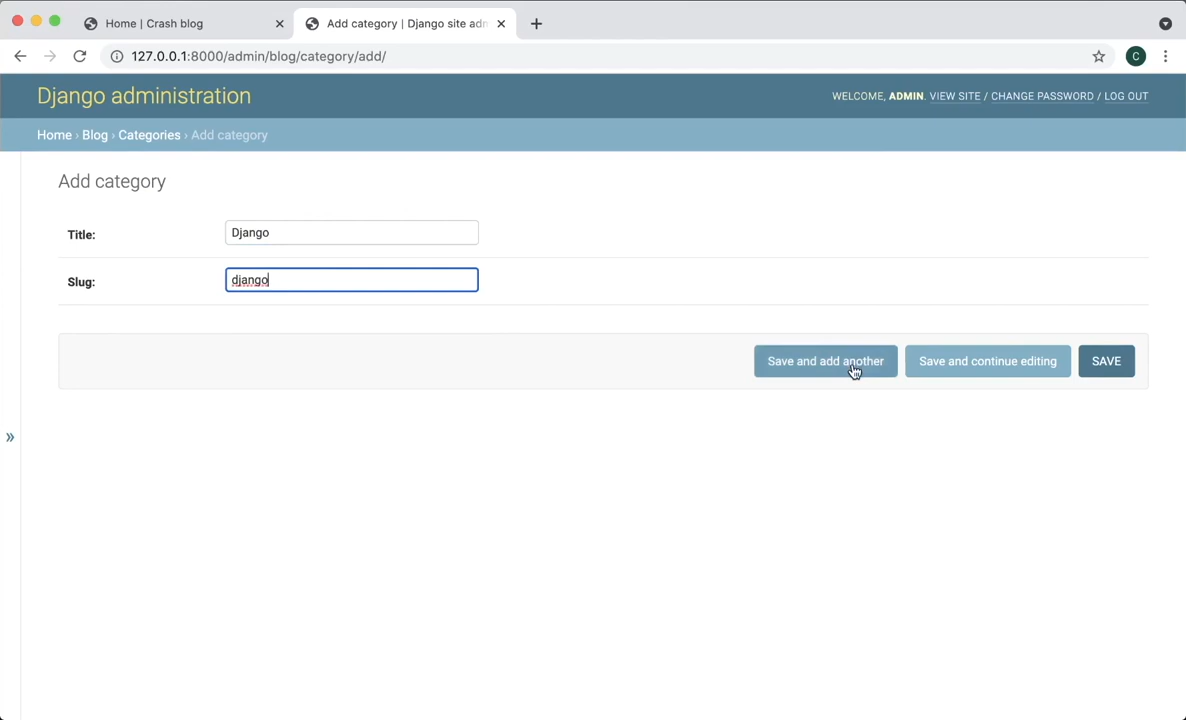 Home | Crash blog
Add category | Django site adm
127.0.0.1:8000/admin/blog/category/add/
C
Django administration
WELCOME, ADMIN. VIEW SITE / CHANGE PASSWORD / LOG OUT
Home › Blog › Categories › Add category
Add category
Title:
Django
Slug:
django
Save and add another
Save and continue editing
SAVE
»